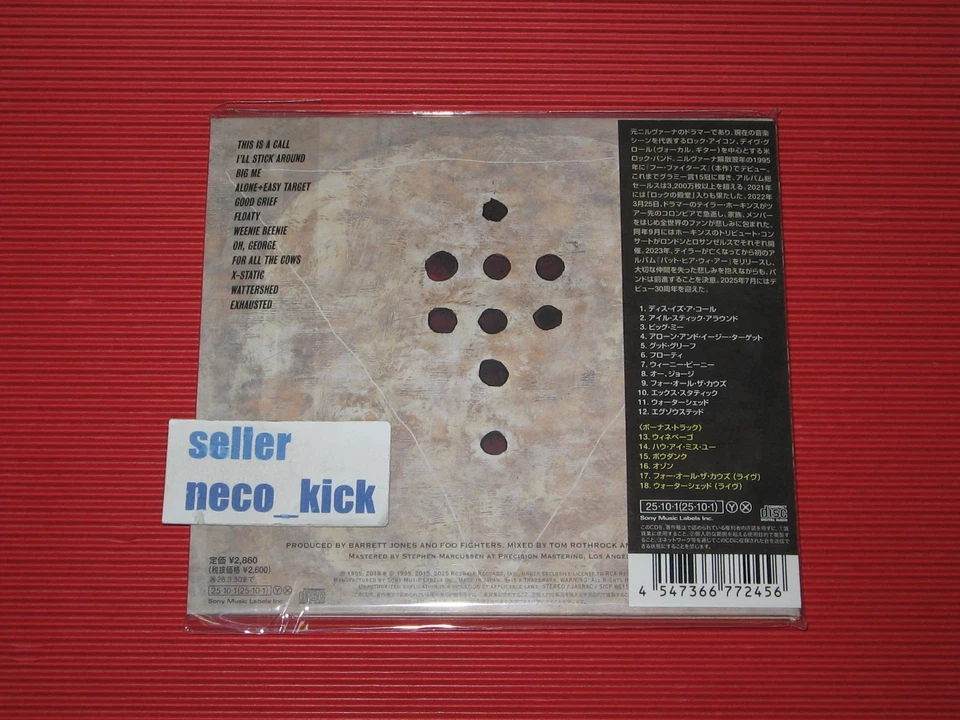 THIS IS A CALL
I'LL STICK AROUND
BIG ME
ALONE+EASY TARGET
GOOD GRIEF
FLOATY
WEENIE BEENIE
OH, GEORGE
FOR ALL THE COWS
X-STATIC
WATTERSHED
EXHAUSTED
seller
neco_kick
PRODUCED BY BARRETT JONES AND FOO FIGHTERS. MIXED BY TOM ROTHROCK
MASTERED BY STEPHEN MARCUSSEN AT PRECISION MASTERING, LOS
定価 ¥2,860
(税抜価格 ¥2,600)
25・10・1(25・10・1) Ⓨ Ⓧ
Sony Music Labels Inc.
元ニルヴァーナのドラマーであり、現在の音楽
シーンを代表するロック・アイコン、デイヴ・グ
ロール(ヴォーカル、ギター)を中心とする米
ロック・バンド。ニルヴァーナ解散翌年の1995
年に『フー・ファイターズ』(本作)でデビュー。
これまでグラミー賞15冠に輝き、アルバム総
セールスは3,200万枚以上を超える。2021年
には「ロックの殿堂」入りも果たした。2022年
3月25日、ドラマーのテイラー・ホーキンスがツ
アー先のコロンビアで急逝し、家族、メンバー
をはじめ全世界のファンが悲しみに包まれた。
同年9月にはホーキンスのトリビュート・コン
サートがロンドンとロサンゼルスでそれぞれ開
催。2023年、テイラーが亡くなってから初のア
ルバム『バット・ヒア・ウィ・アー』をリリースし、
大切な仲間を失った悲しみを抱えながらも、バ
ンドは前進することを決意。2025年7月にはデ
ビュー30周年を迎えた。
1. ディス・イズ・ア・コール
2. アイル・スティック・アラウンド
3. ビッグ・ミー
4. アローン・アンド・イージー・ターゲット
5. グッド・グリーフ
6. フローティ
7. ウィーニー・ビーニー
8. オー、ジョージ
9. フォー・オール・ザ・カウズ
10. エックス・スタティック
11. ウォーターシェッド
12. エグゾウステッド
〈ボーナス・トラック〉
13. ウィネベーゴ
14. ハウ・アイ・ミス・ユー
15. ポウダンク
16. オゾン
17. フォー・オール・ザ・カウズ (ライヴ)
18. ウォーターシェッド (ライヴ)
25・10・1(25・10・1) Ⓨ Ⓧ
Sony Music Labels Inc.
COMPACT
disc
DIGITAL AUDIO
4 547366 772456